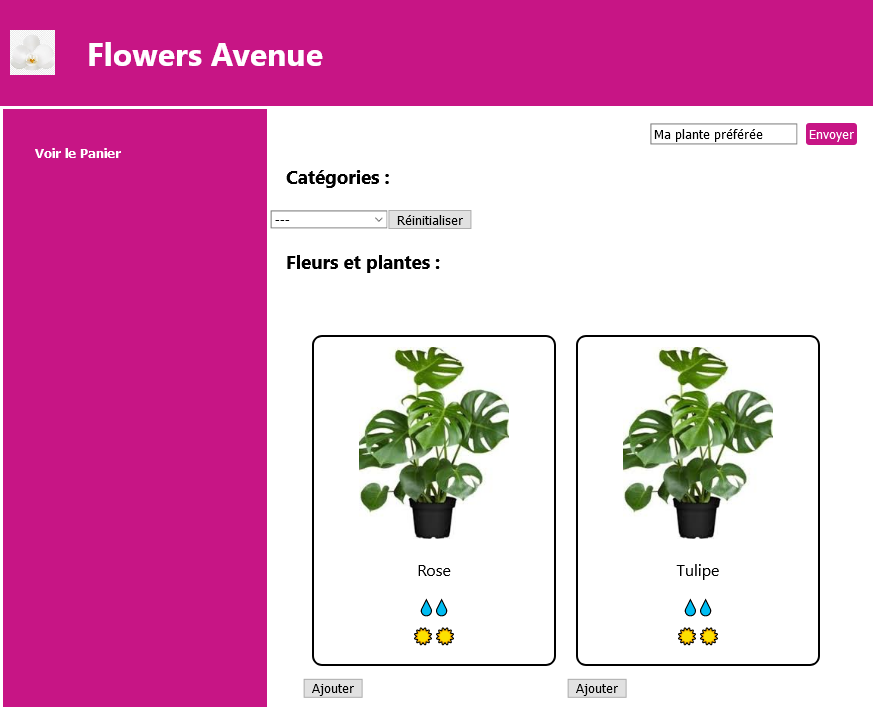 Flowers Avenue
Voir le Panier
Ma plante préférée
Envoyer
Catégories :
---
Réinitialiser
Fleurs et plantes :
Rose
Tulipe
Ajouter
Ajouter